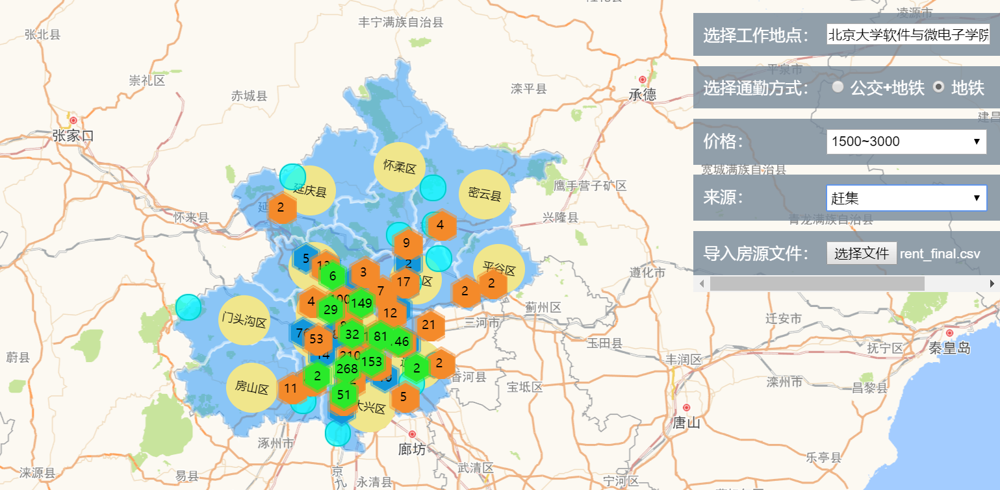 凌源市
丰宁满族自治县
张北县
选择工作地点：
北京大学软件与微电子学院
平泉市
崇礼区
赤城县
滦平县
承德
选择通勤方式：
公交+地铁
地铁
张家口
价格：
1500~3000
怀柔区
宽城满族自治县
延庆县
密云县
鹰手营子矿区
来源：
赶集
2
怀来县
兴隆县
青龙满族自治县
4
9
导入房源文件：
选择文件
rent_final.csv
5
2
平谷区
6
3
遵化市
17
区
2
2
7
4
149
29
12
蓟州区
门头沟区
三河市
迁安市
21
53
32
81
46
玉田县
秦皇岛
抚宁区
蔚县
14
210
153
丰润区
268
2
2
2
香河县
滦州市
房山区
11
宝坻区
昌黎县
51
5
大兴区
唐山
涿州市
廊坊
涞源县
易县
京九
永清县
武清区
宁河区
乐亭县